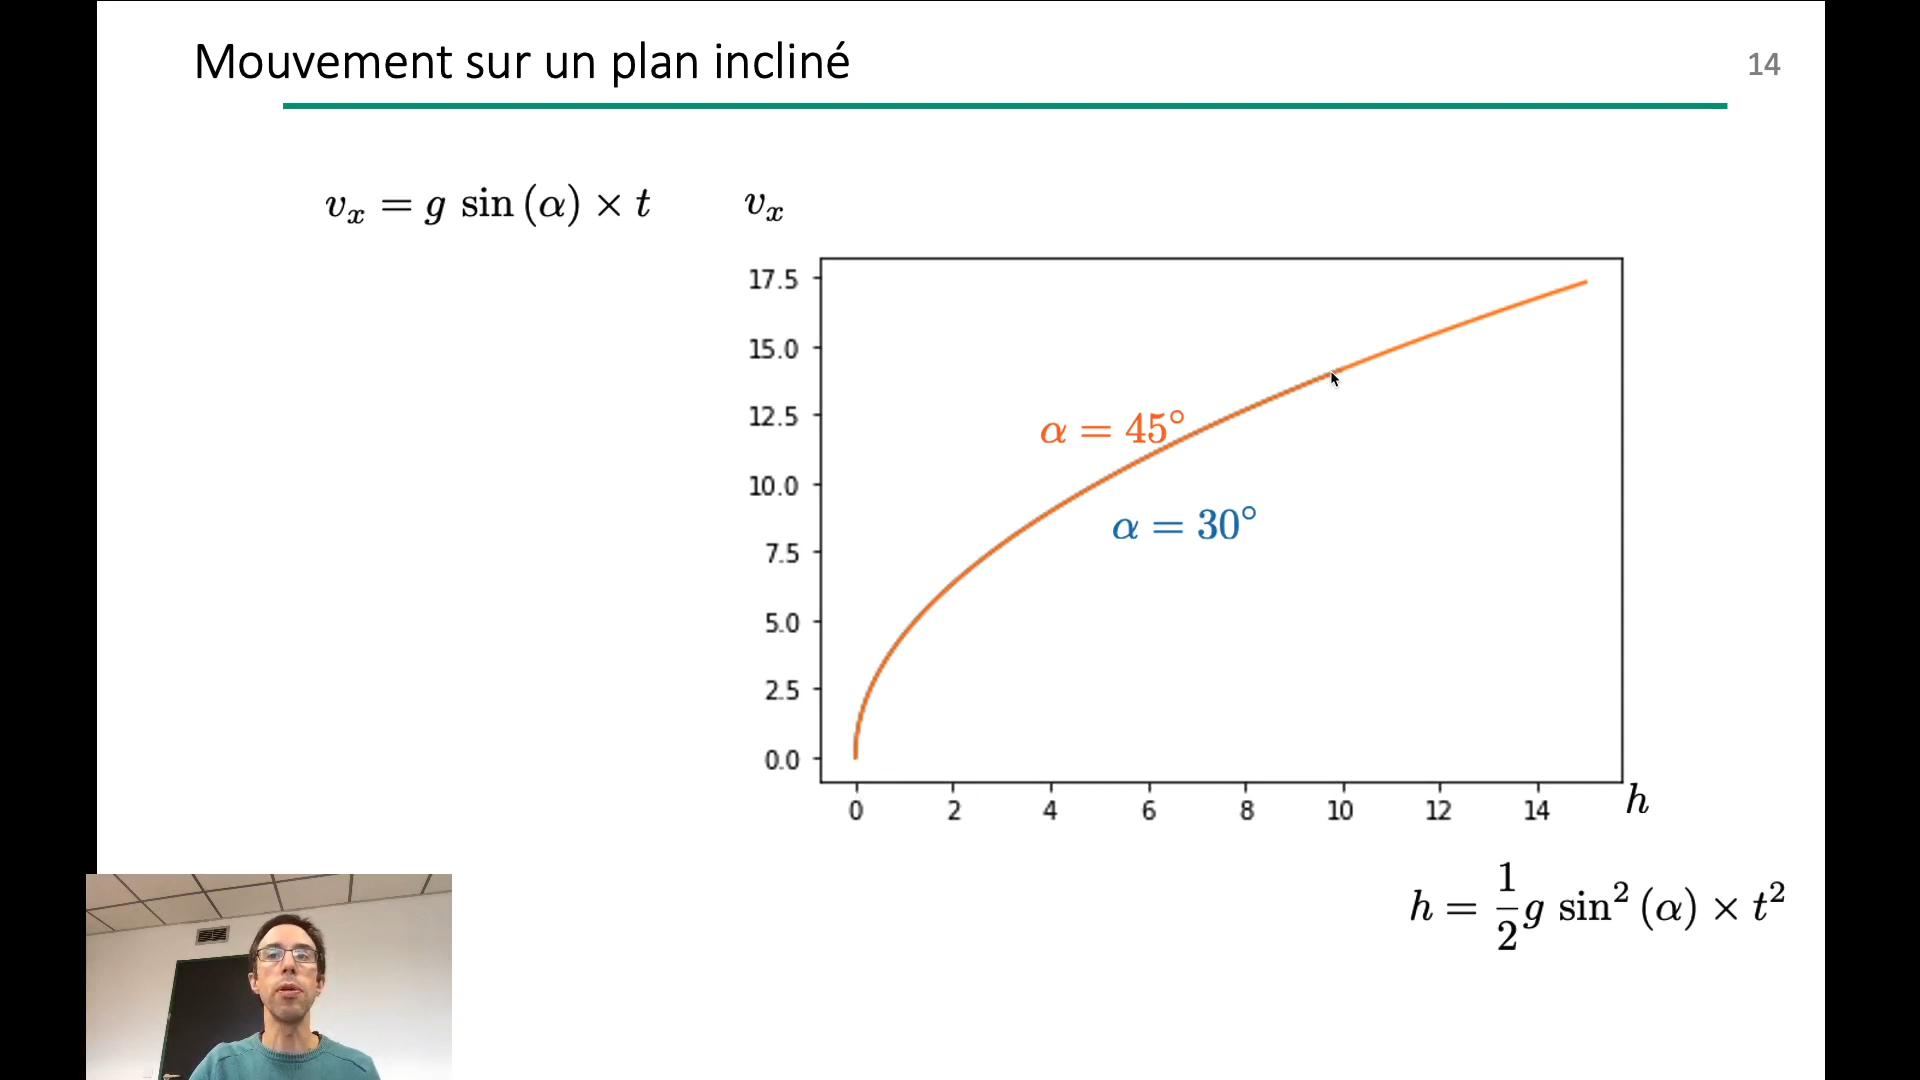 Mouvement sur un plan incliné
14
v_x = g sin (α) × t
v_x
17.5
15.0
12.5
10.0
7.5
5.0
2.5
0.0
α = 45°
α = 30°
0 2 4 6 8 10 12 14
h
h = \frac{1}{2} g sin² (α) × t²